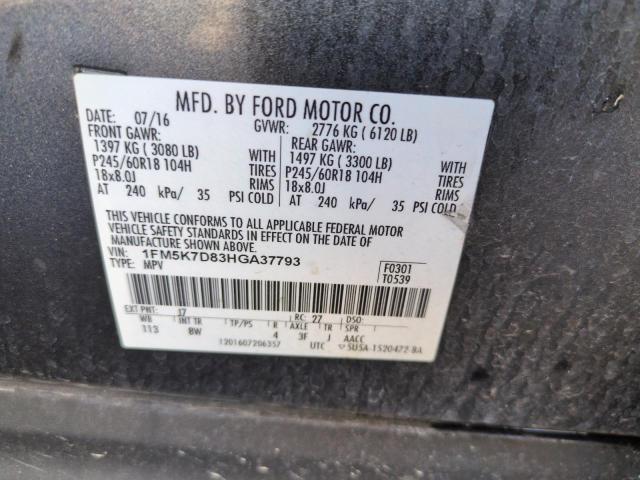 MFD. BY FORD MOTOR CO.
DATE: 07/16 GVWR: 2776 KG ( 6120 LB)
FRONT GAWR: REAR GAWR:
1397 KG ( 3080 LB) WITH 1497 KG ( 3300 LB) WITH
P245/60R18 104H TIRES P245/60R18 104H TIRES
18x8.0J RIMS 18x8.0J RIMS
AT 240 kPa/ 35 PSI COLD AT 240 kPa/ 35 PSI COLD
THIS VEHICLE CONFORMS TO ALL APPLICABLE FEDERAL MOTOR
VEHICLE SAFETY STANDARDS IN EFFECT ON THE DATE OF
MANUFACTURE SHOWN ABOVE.
VIN: 1FM5K7D83HGA37793
TYPE: MPV
F0301
T0539
EXT PNT: J7 RC: 27 DSO:
WB INT TR TP/PS R AXLE TR SPR
113 8W 4 3F J AACC
1201607206357 UTC 5U5A-1520472-BA